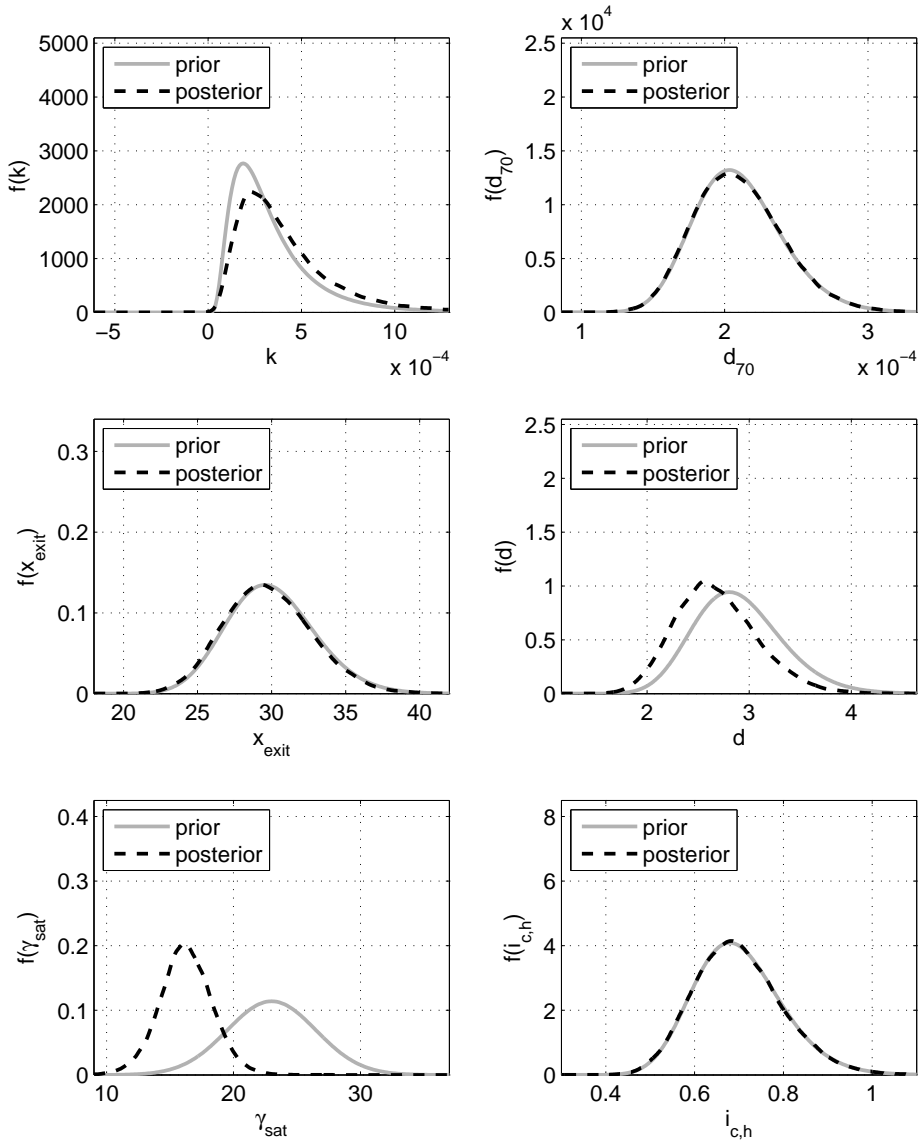 5000
4000
3000
2000
1000
0
f(k)
prior
posterior
−5
0
5
10
k
x 10^−4
x 10^4
2.5
2
1.5
1
0.5
0
f(d_70)
prior
posterior
1
2
3
d_70
x 10^−4
0.3
0.2
0.1
0
f(x_exit)
prior
posterior
20
25
30
35
40
x_exit
2.5
2
1.5
1
0.5
0
f(d)
prior
posterior
2
3
4
d
0.4
0.3
0.2
0.1
0
f(γ_sat)
prior
posterior
10
20
30
γ_sat
8
6
4
2
0
f(i_c,h)
prior
posterior
0.4
0.6
0.8
1
i_c,h